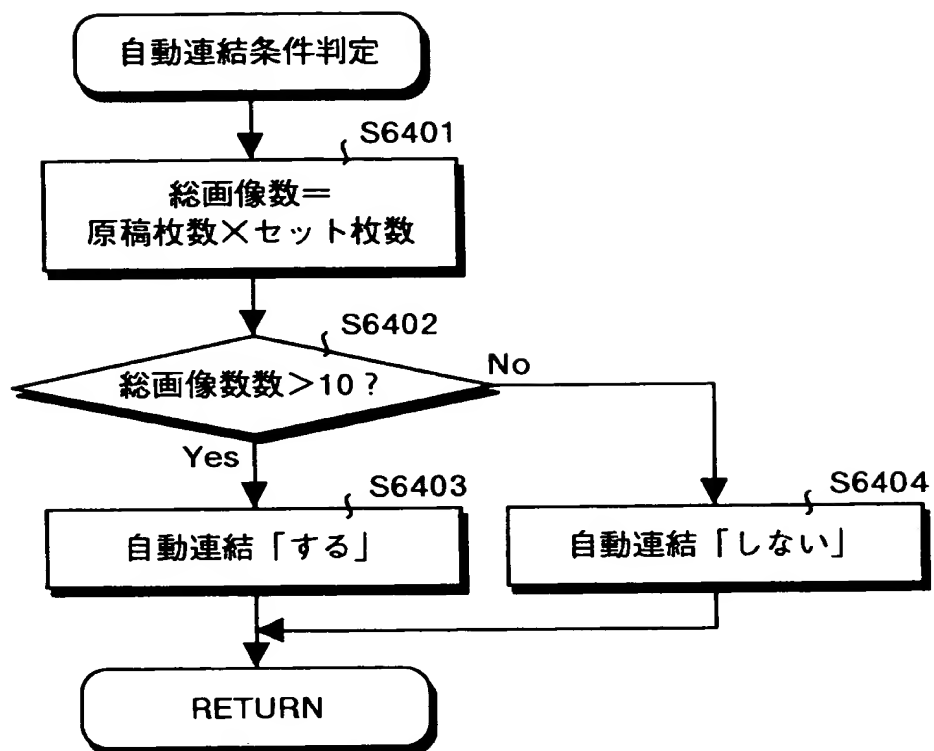 自動連結条件判定
S6401
総画像数＝
原稿枚数×セット枚数
S6402
総画像数数＞10？
No
Yes
S6403
自動連結「する」
S6404
自動連結「しない」
RETURN